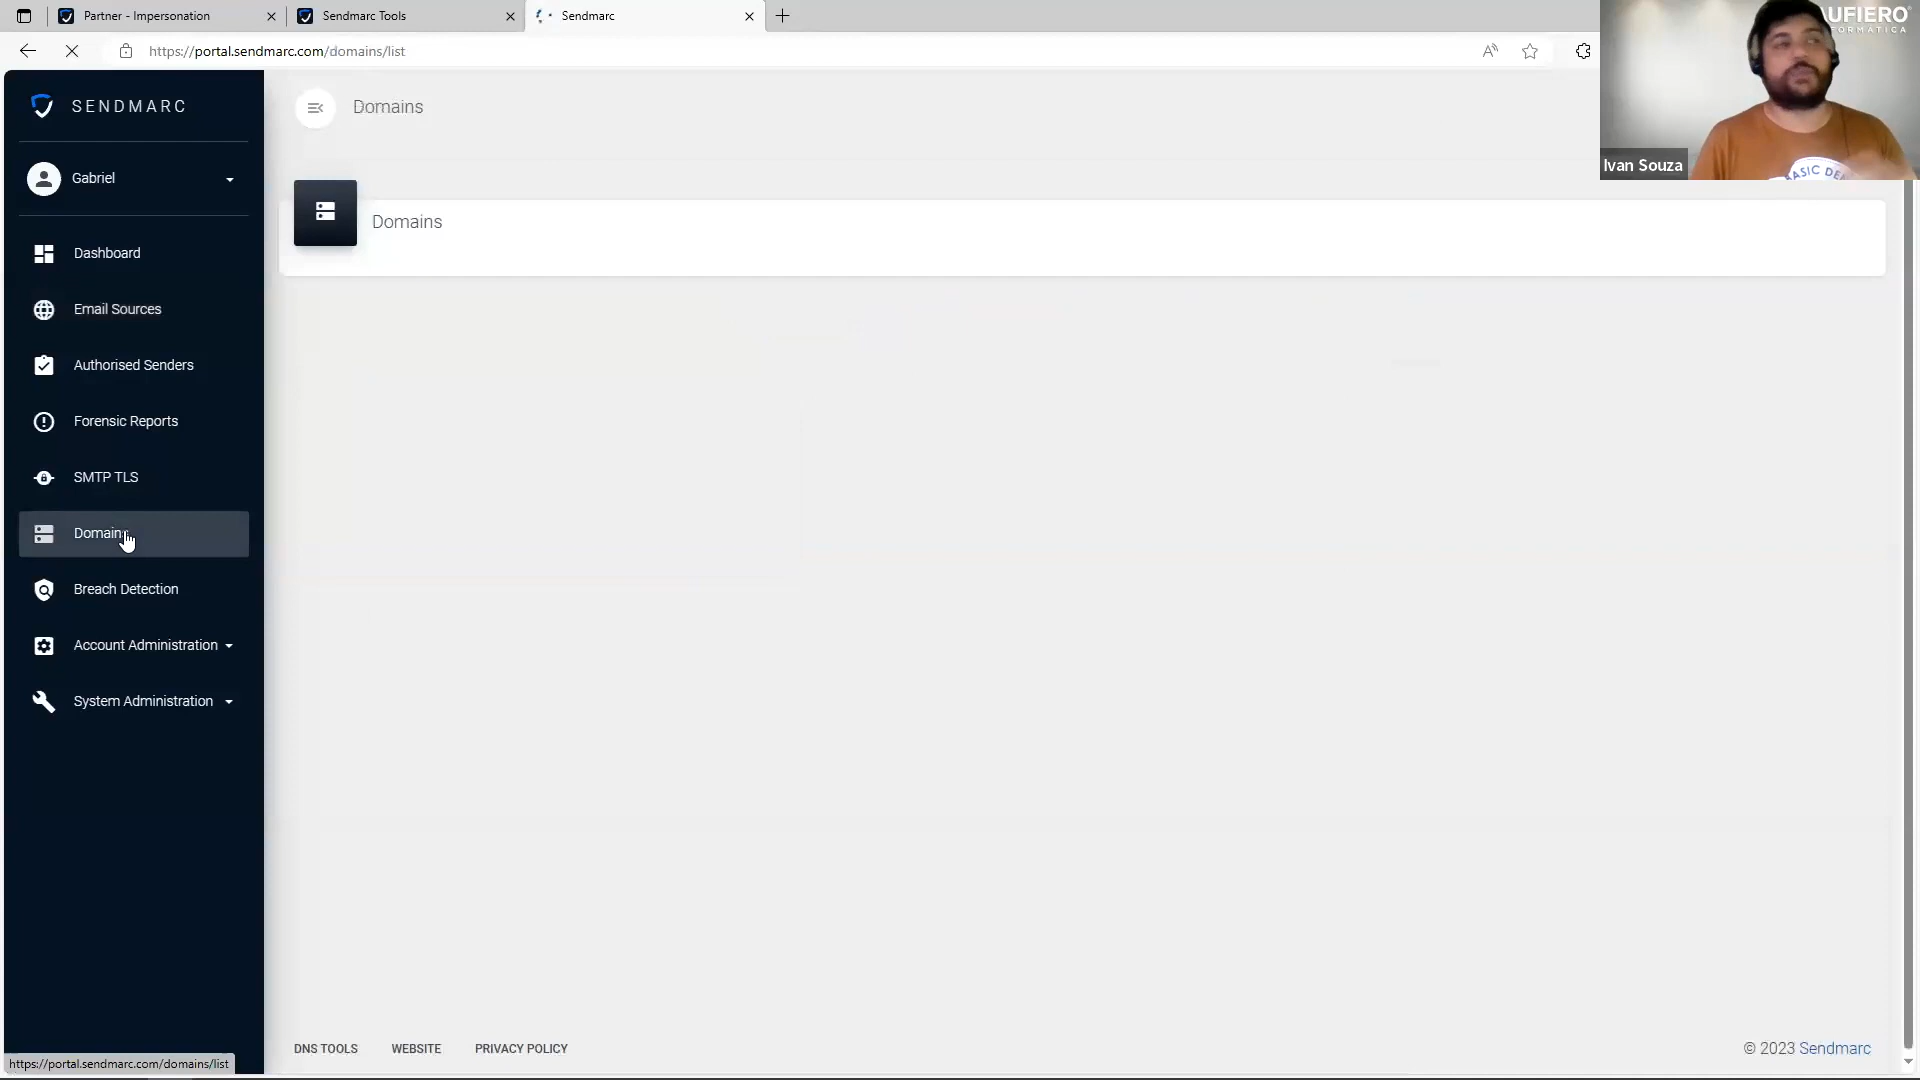 Partner - Impersonation
Sendmarc Tools
Sendmarc
https://portal.sendmarc.com/domains/list
UFIERO
FORMATICA
SENDMARC
Domains
Ivan Souza
Gabriel
Domains
Dashboard
Email Sources
Authorised Senders
Forensic Reports
SMTP TLS
Domains
Breach Detection
Account Administration
System Administration
DNS TOOLS
WEBSITE
PRIVACY POLICY
© 2023 Sendmarc
https://portal.sendmarc.com/domains/list